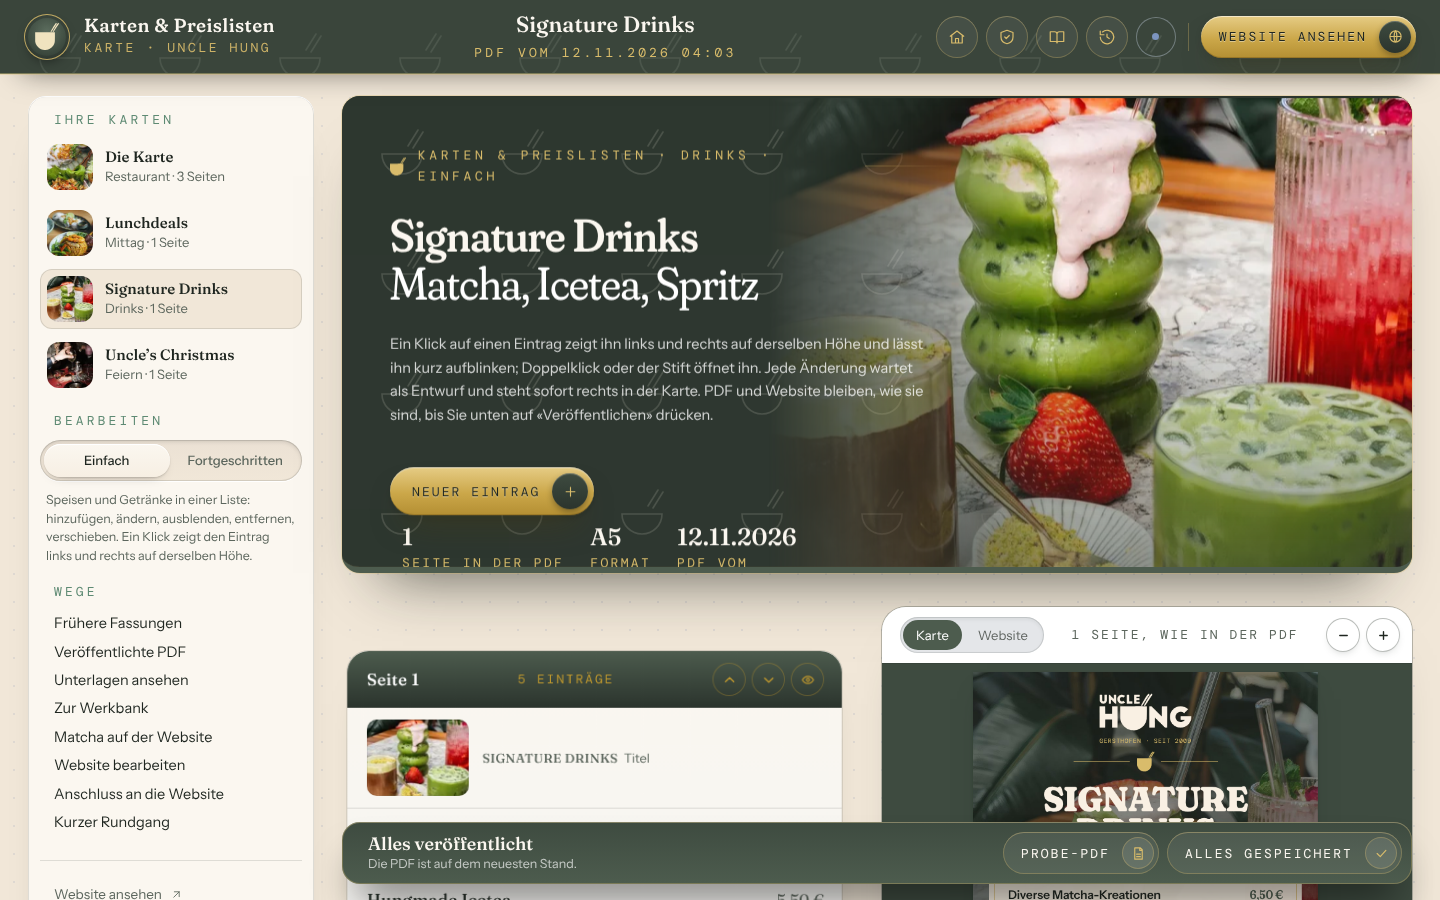 Karten & Preislisten
KARTE · UNCLE HUNG
Signature Drinks
PDF VOM 12.11.2026 04:03
WEBSITE ANSEHEN
IHRE KARTEN
Die Karte
Restaurant · 3 Seiten
Lunchdeals
Mittag · 1 Seite
Signature Drinks
Drinks · 1 Seite
Uncle’s Christmas
Feiern · 1 Seite
BEARBEITEN
Einfach
Fortgeschritten
Speisen und Getränke in einer Liste:
hinzufügen, ändern, ausblenden, entfernen,
verschieben. Ein Klick zeigt den Eintrag
links und rechts auf derselben Höhe.
WEGE
Frühere Fassungen
Veröffentlichte PDF
Unterlagen ansehen
Zur Werkbank
Matcha auf der Website
Website bearbeiten
Anschluss an die Website
Kurzer Rundgang
Website ansehen
KARTEN & PREISLISTEN · DRINKS ·
EINFACH
Signature Drinks
Matcha, Icetea, Spritz
Ein Klick auf einen Eintrag zeigt ihn links und rechts auf derselben Höhe und lässt
ihn kurz aufblinken; Doppelklick oder der Stift öffnet ihn. Jede Änderung wartet
als Entwurf und steht sofort rechts in der Karte. PDF und Website bleiben, wie sie
sind, bis Sie unten auf «Veröffentlichen» drücken.
NEUER EINTRAG
1
SEITE IN DER PDF
A5
FORMAT
12.11.2026
PDF VOM
Seite 1
5 EINTRÄGE
SIGNATURE DRINKS Titel
Hungmade Icetea
5,50 €
Karte
Website
1 SEITE, WIE IN DER PDF
UNCLE
HUNG
GERSTHOFEN · SEIT 2009
SIGNATURE
DRINKS
Diverse Matcha-Kreationen
6,50 €
Alles veröffentlicht
Die PDF ist auf dem neuesten Stand.
PROBE-PDF
ALLES GESPEICHERT